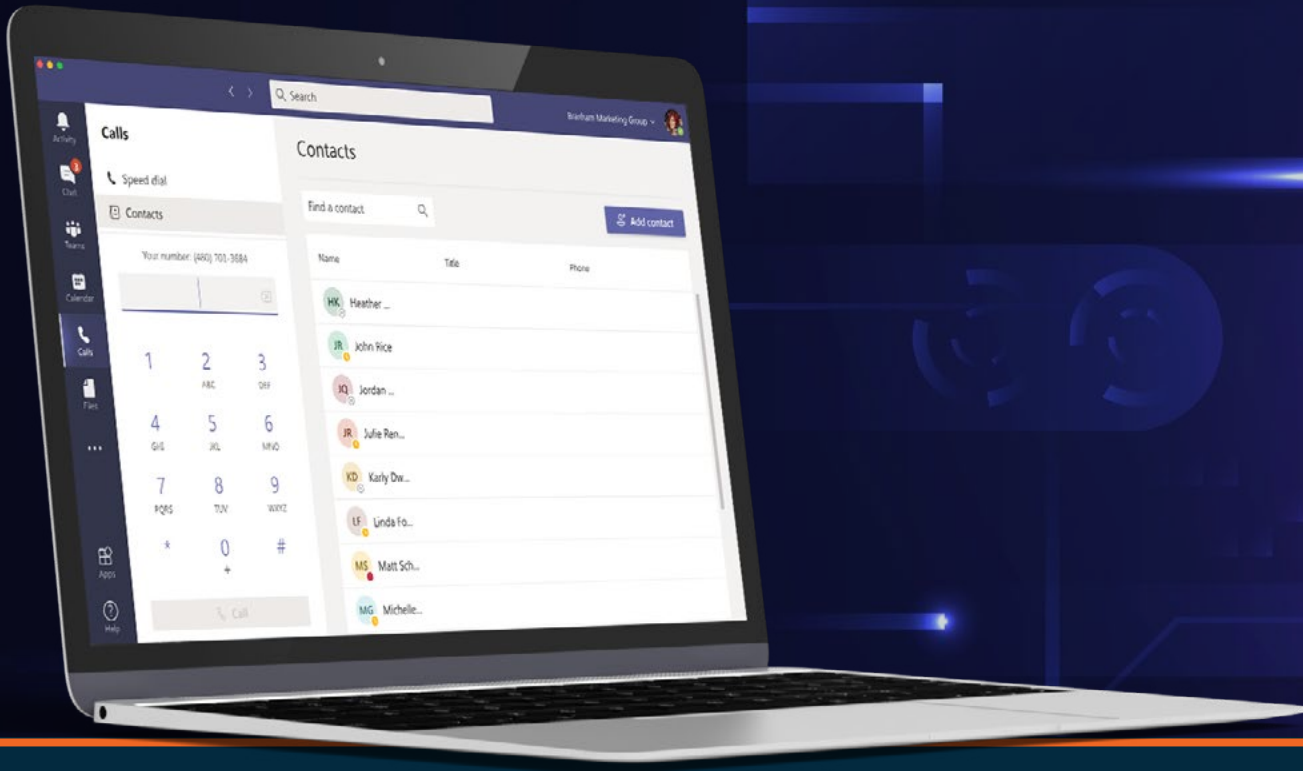 Search
Branham Marketing Group
Activity
Calls
Contacts
3
Chat
Speed dial
Contacts
Find a contact
Add contact
Teams
Your number: (480) 701-3684
Name Title Phone
Calendar
HK Heather ...
Calls
1 2 3
ABC DEF
JR John Rice
Files
JQ Jordan ...
4 5 6
GHI JKL MNO
JR Julie Ren...
7 8 9
PQRS TUV WXYZ
KD Karly Dw...
LF Linda Fo...
* 0 #
+
MS Matt Sch...
Apps
Call
MG Michelle...
Help